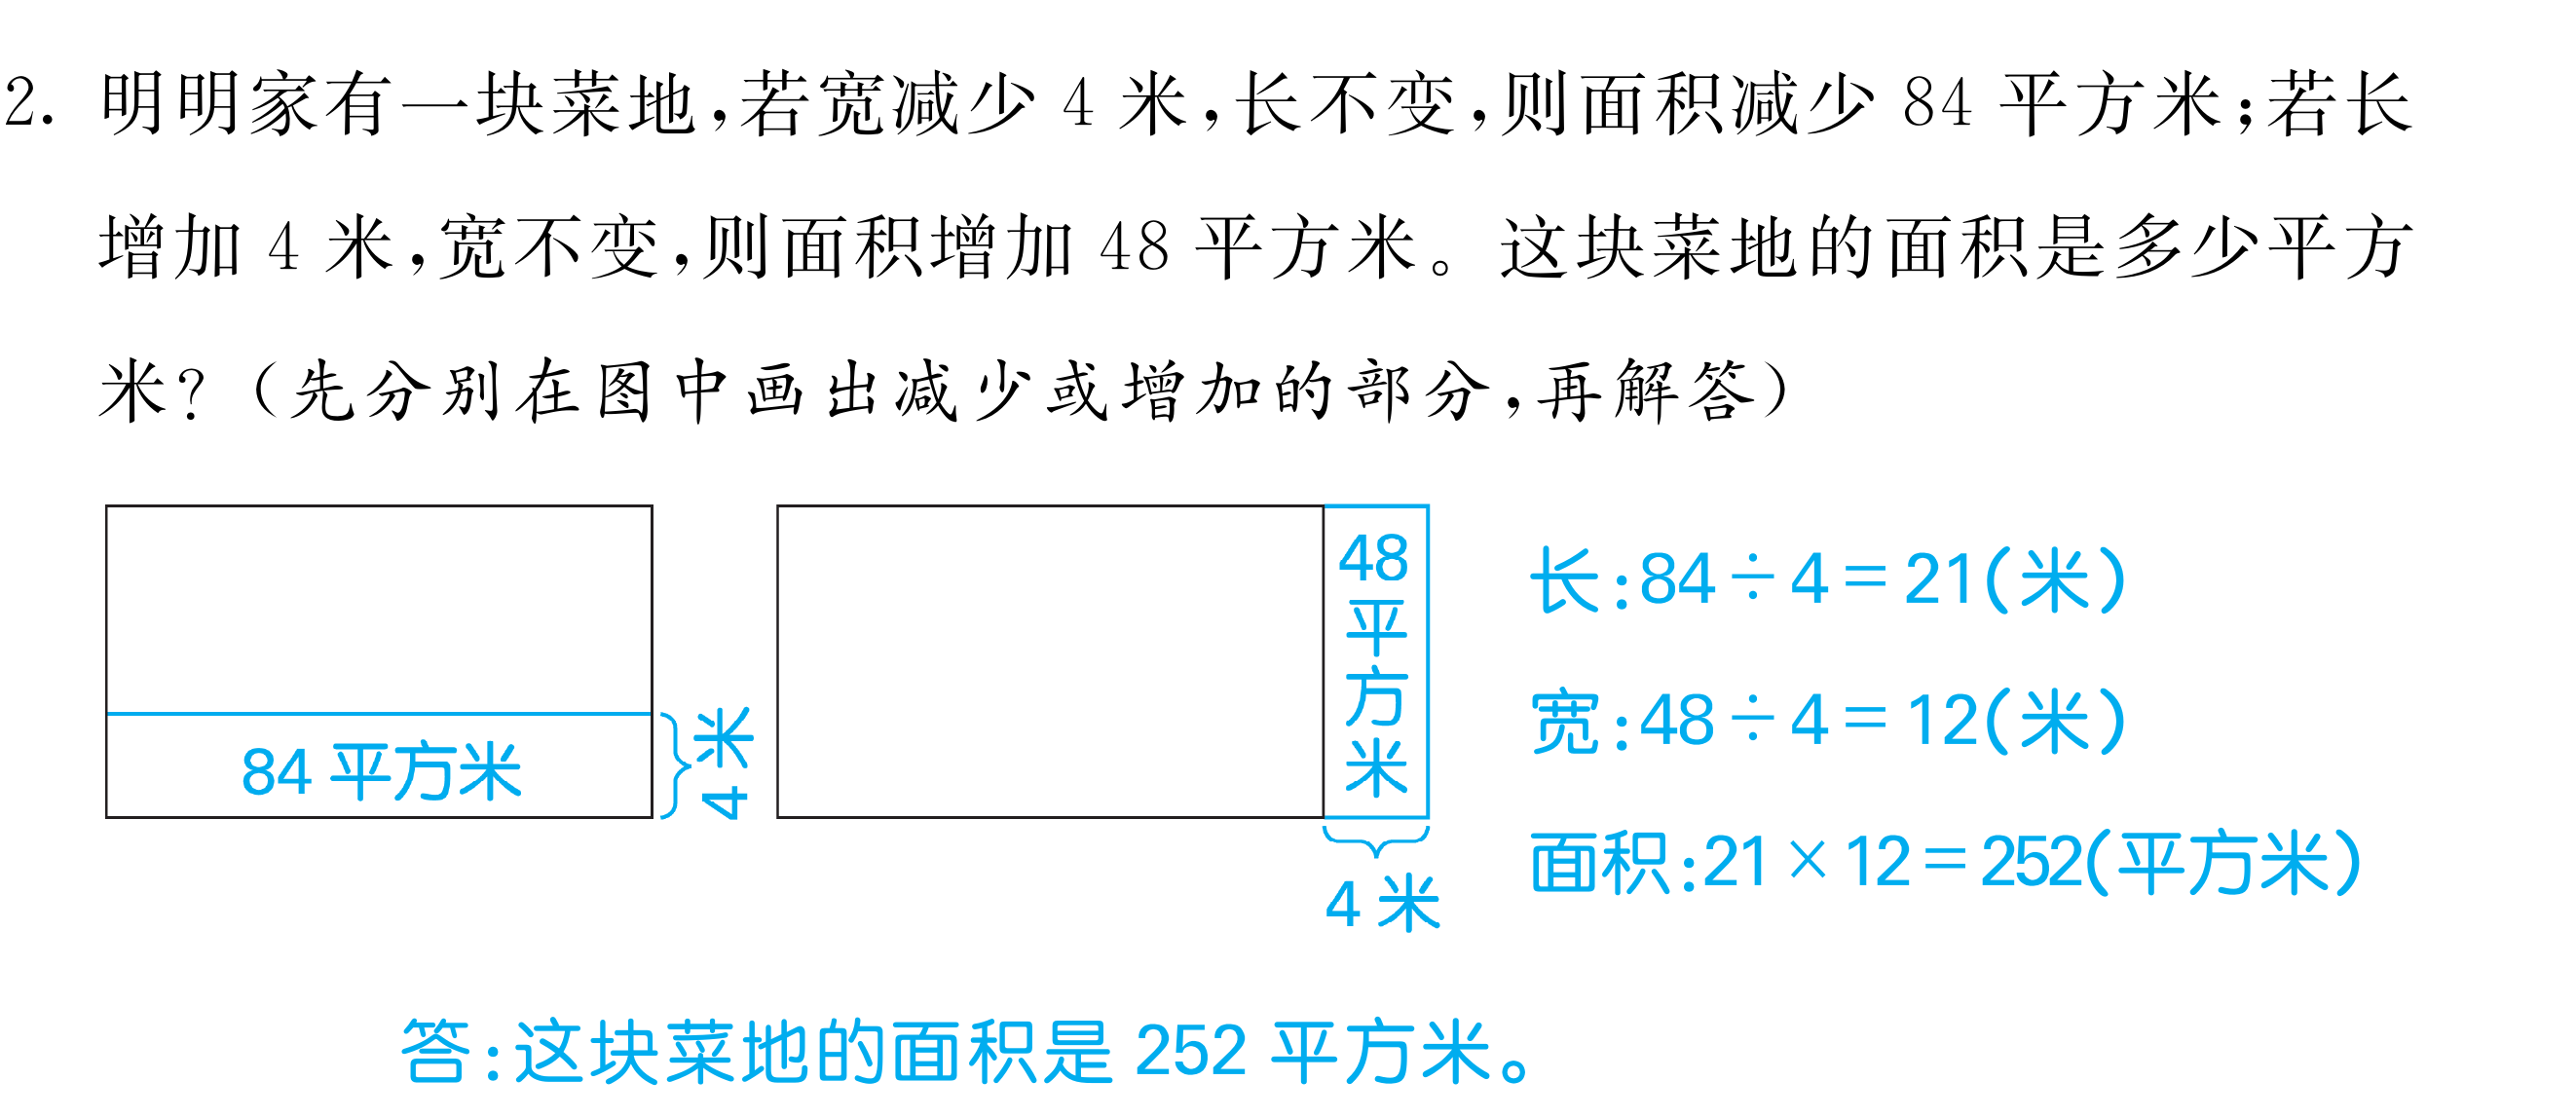 2. 明明家有一块菜地,若宽减少 4 米,长不变,则面积减少 84 平方米;若长
增加 4 米,宽不变,则面积增加 48 平方米。这块菜地的面积是多少平方
米?(先分别在图中画出减少或增加的部分,再解答)
84 平方米
4 米
48平方米
4 米
长:84÷4=21(米)
宽:48÷4=12(米)
面积:21×12=252(平方米)
答:这块菜地的面积是 252 平方米。